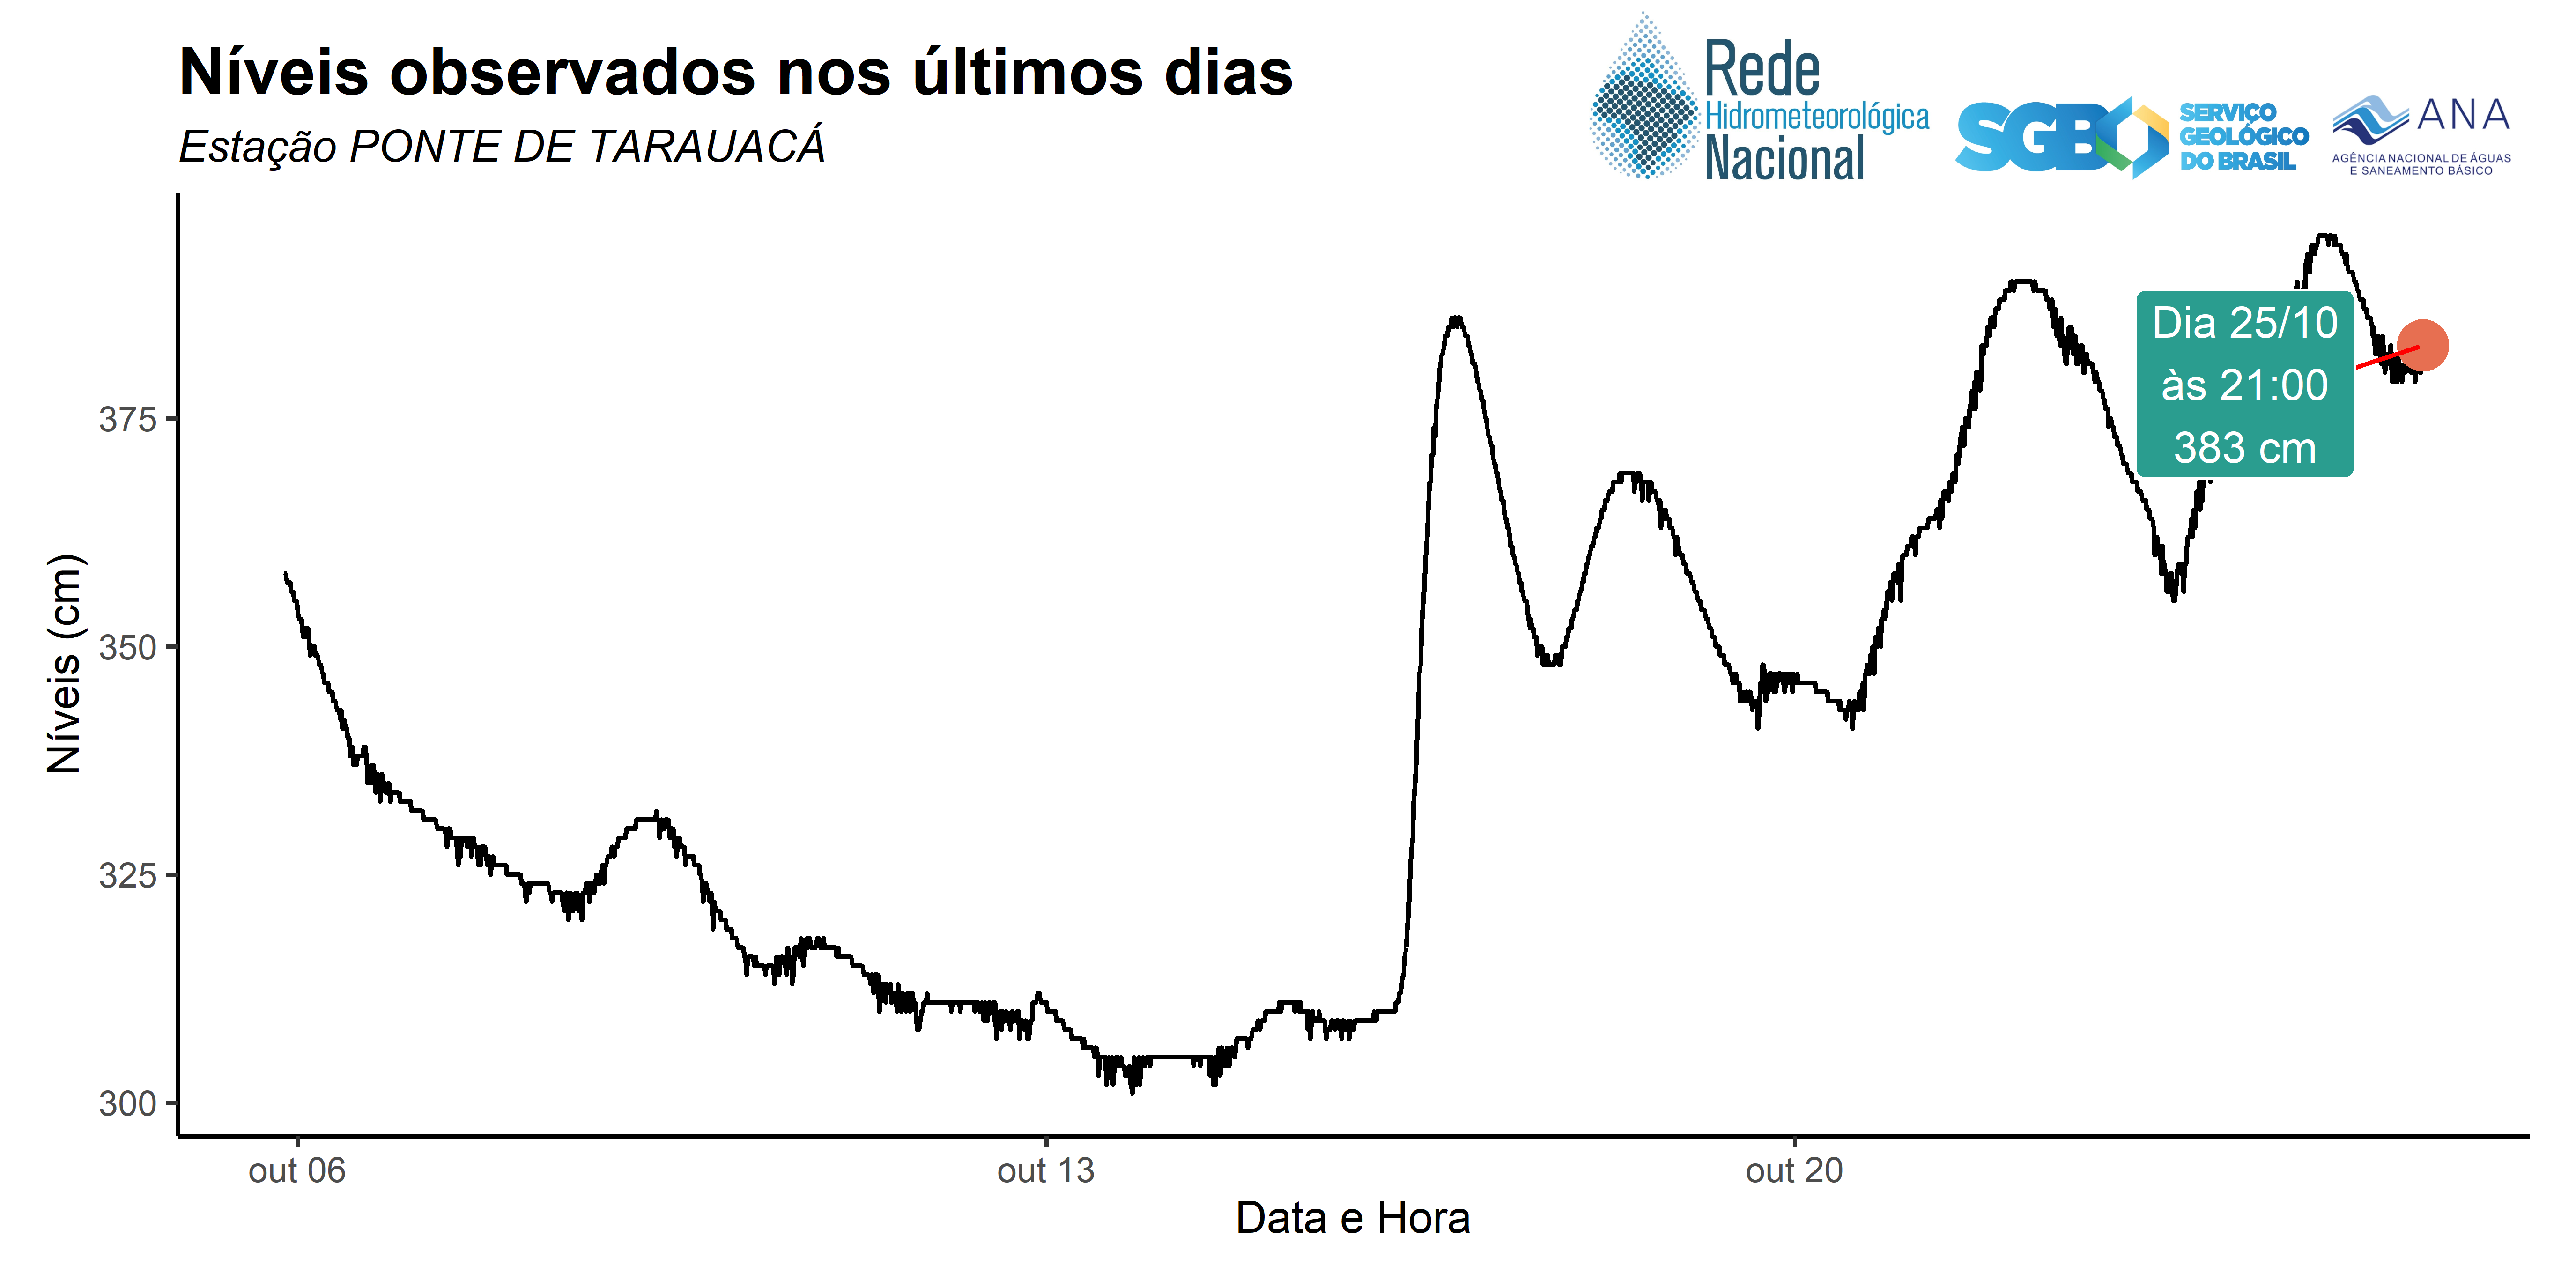 Níveis observados nos últimos dias
Estação PONTE DE TARAUACÁ
Rede
Hidrometeorológica
Nacional
SGB
SERVIÇO
GEOLÓGICO
DO BRASIL
ANA
AGÊNCIA NACIONAL DE ÁGUAS
E SANEAMENTO BÁSICO
Dia 25/10
às 21:00
383 cm
375
350
325
300
Níveis (cm)
out 06
out 13
out 20
Data e Hora